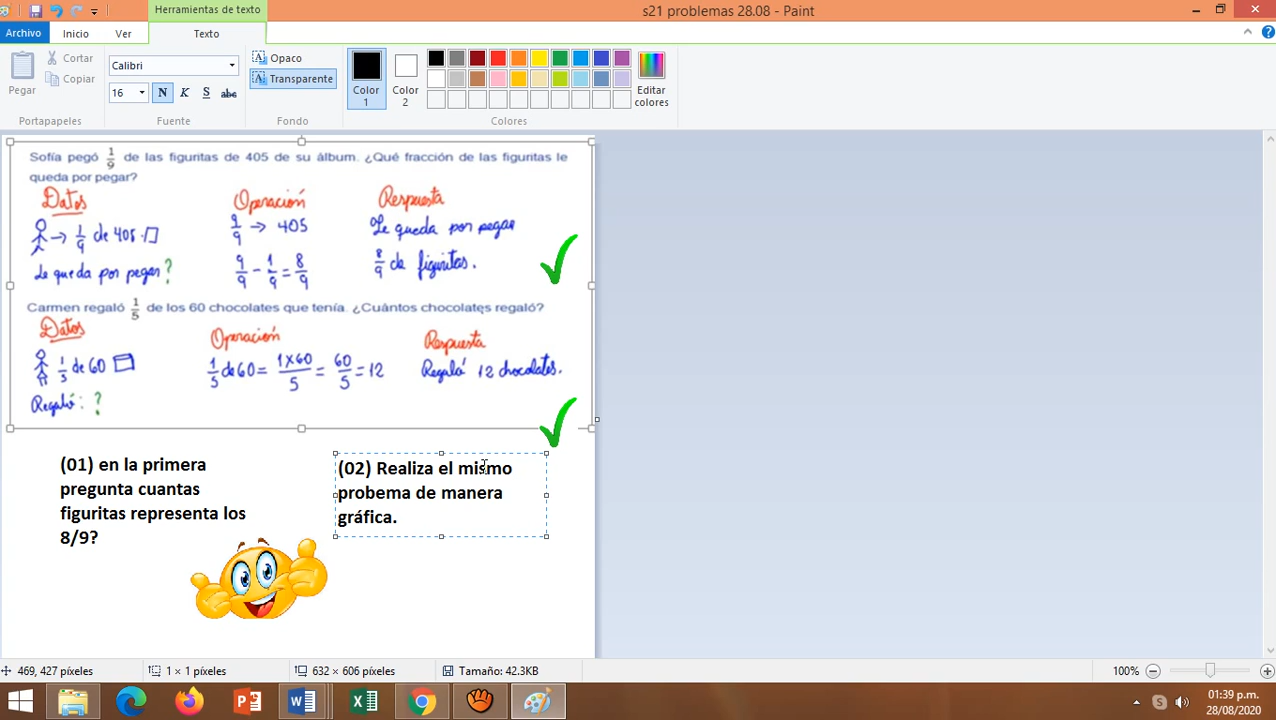 Herramientas de texto
s21 problemas 28.08 - Paint
Archivo Inicio Ver Texto
Pegar
Cortar
Copiar
Portapapeles
Calibri
16 N K S abc
Fuente
Opaco
Transparente
Fondo
Color 1
Color 2
Editar colores
Colores
Sofía pegó 1/9 de las figuritas de 405 de su álbum. ¿Qué fracción de las figuritas le
queda por pegar?
Datos Operación Respuesta
→ 1/9 de 405 9/9 → 405 Le queda por pegar
Le queda por pegar? 9/9 - 1/9 = 8/9 8/9 de figuritas.
Carmen regaló 1/5 de los 60 chocolates que tenía. ¿Cuántos chocolates regaló?
Datos Operación Respuesta
1/5 de 60 1/5 de 60 = 1x60/5 = 60/5 = 12 Regaló 12 chocolates.
Regaló: ?
(01) en la primera
pregunta cuantas
figuritas representa los
8/9?
(02) Realiza el mismo
probema de manera
gráfica.
469, 427 píxeles 1 × 1 píxeles 632 × 606 píxeles Tamaño: 42.3KB 100%
01:39 p.m.
28/08/2020